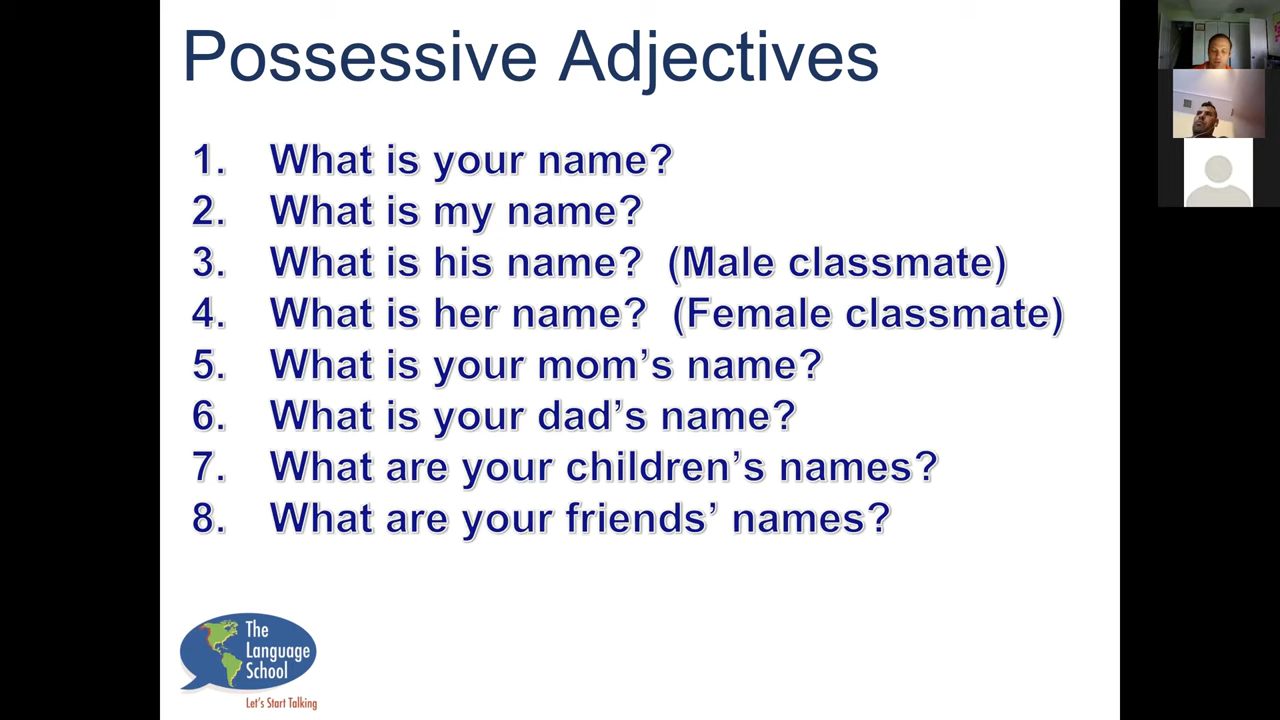 Possessive Adjectives
1. What is your name?
2. What is my name?
3. What is his name? (Male classmate)
4. What is her name? (Female classmate)
5. What is your mom’s name?
6. What is your dad’s name?
7. What are your children’s names?
8. What are your friends’ names?
The
Language
School
Let's Start Talking